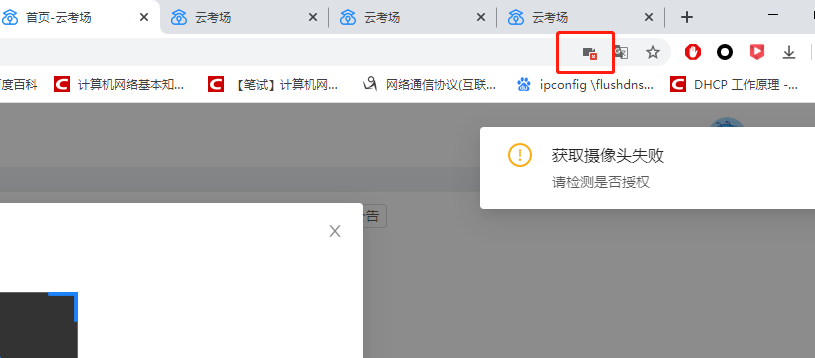 首页-云考场
云考场
云考场
云考场
度百科
计算机网络基本知...
【笔试】计算机网...
网络通信协议(互联...
ipconfig \flushdns...
DHCP 工作原理 -...
获取摄像头失败
请检测是否授权
告